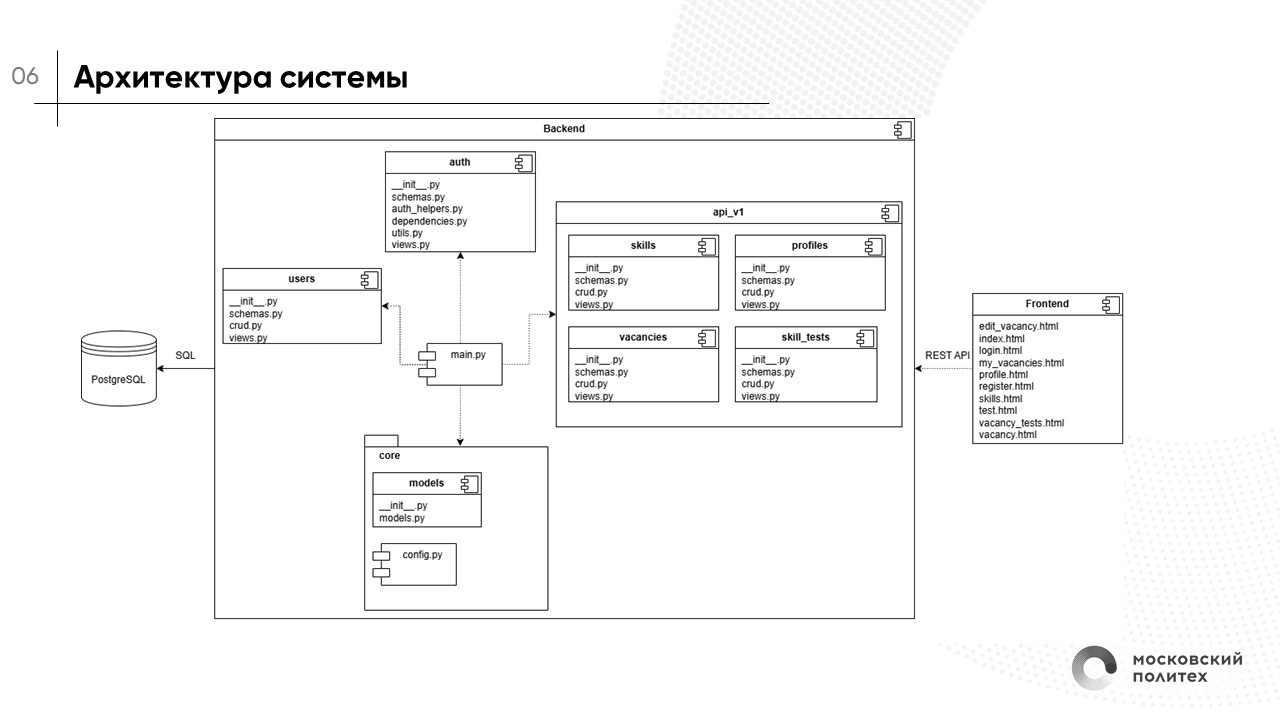 06
Архитектура системы
Backend
auth
__init__.py
schemas.py
auth_helpers.py
dependencies.py
utils.py
views.py
api_v1
skills
__init__.py
schemas.py
crud.py
views.py
profiles
__init__.py
schemas.py
crud.py
views.py
vacancies
__init__.py
schemas.py
crud.py
views.py
skill_tests
__init__.py
schemas.py
crud.py
views.py
users
__init__.py
schemas.py
crud.py
views.py
main.py
SQL
PostgreSQL
core
models
__init__.py
models.py
config.py
REST API
Frontend
edit_vacancy.html
index.html
login.html
my_vacancies.html
profile.html
register.html
skills.html
test.html
vacancy_tests.html
vacancy.html
МОСКОВСКИЙ
ПОЛИТЕХ